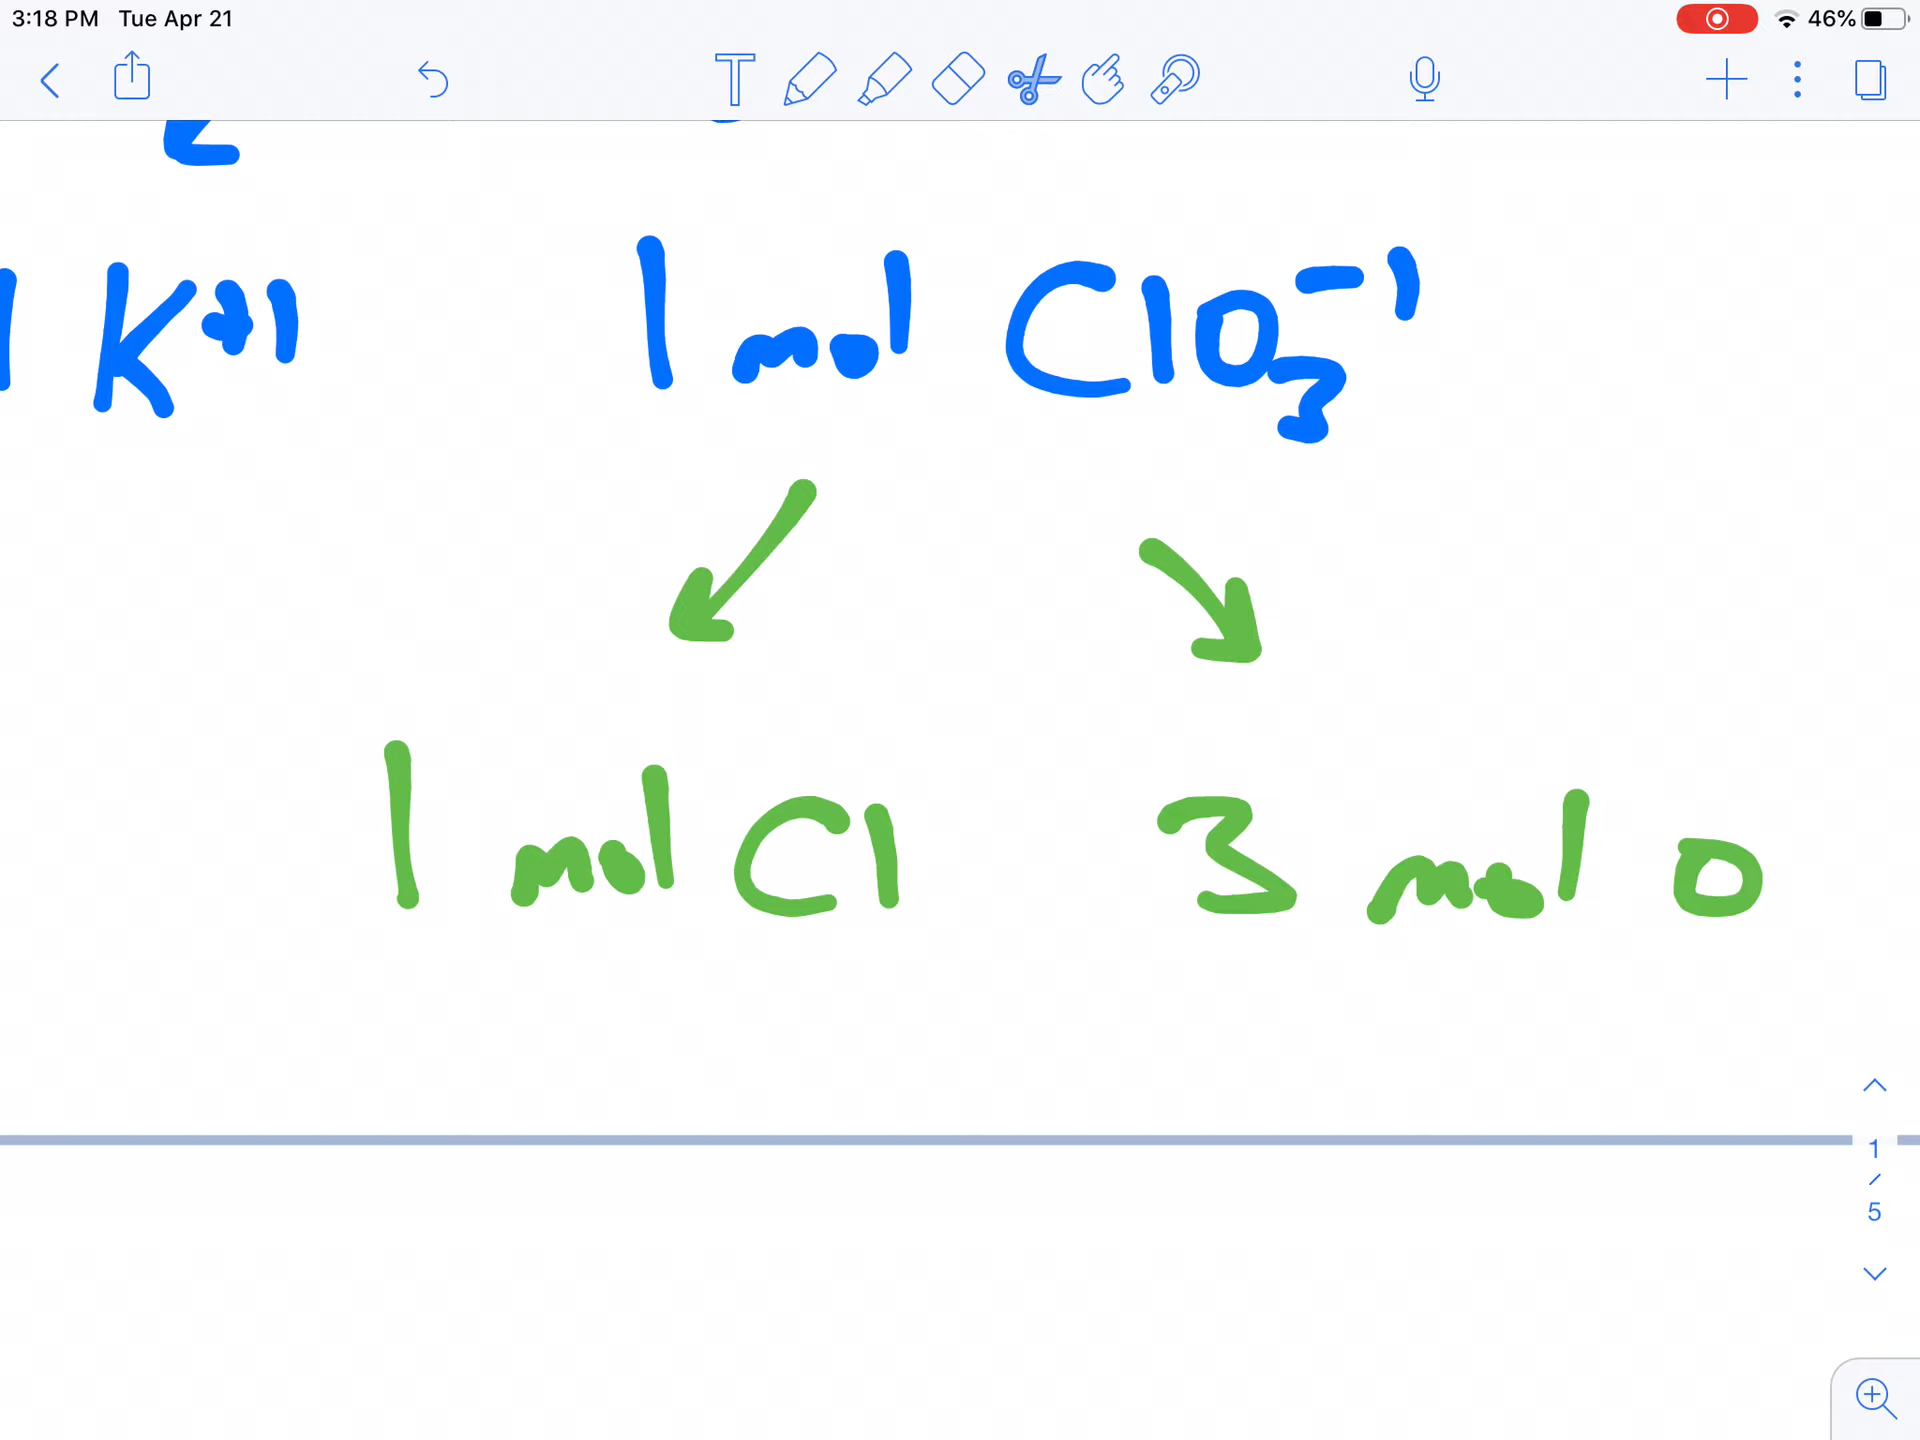 3:18 PM Tue Apr 21 46%
T
l K⁺¹ 1 mol ClO₃⁻¹
1 mol Cl 3 mol O
1
/
5